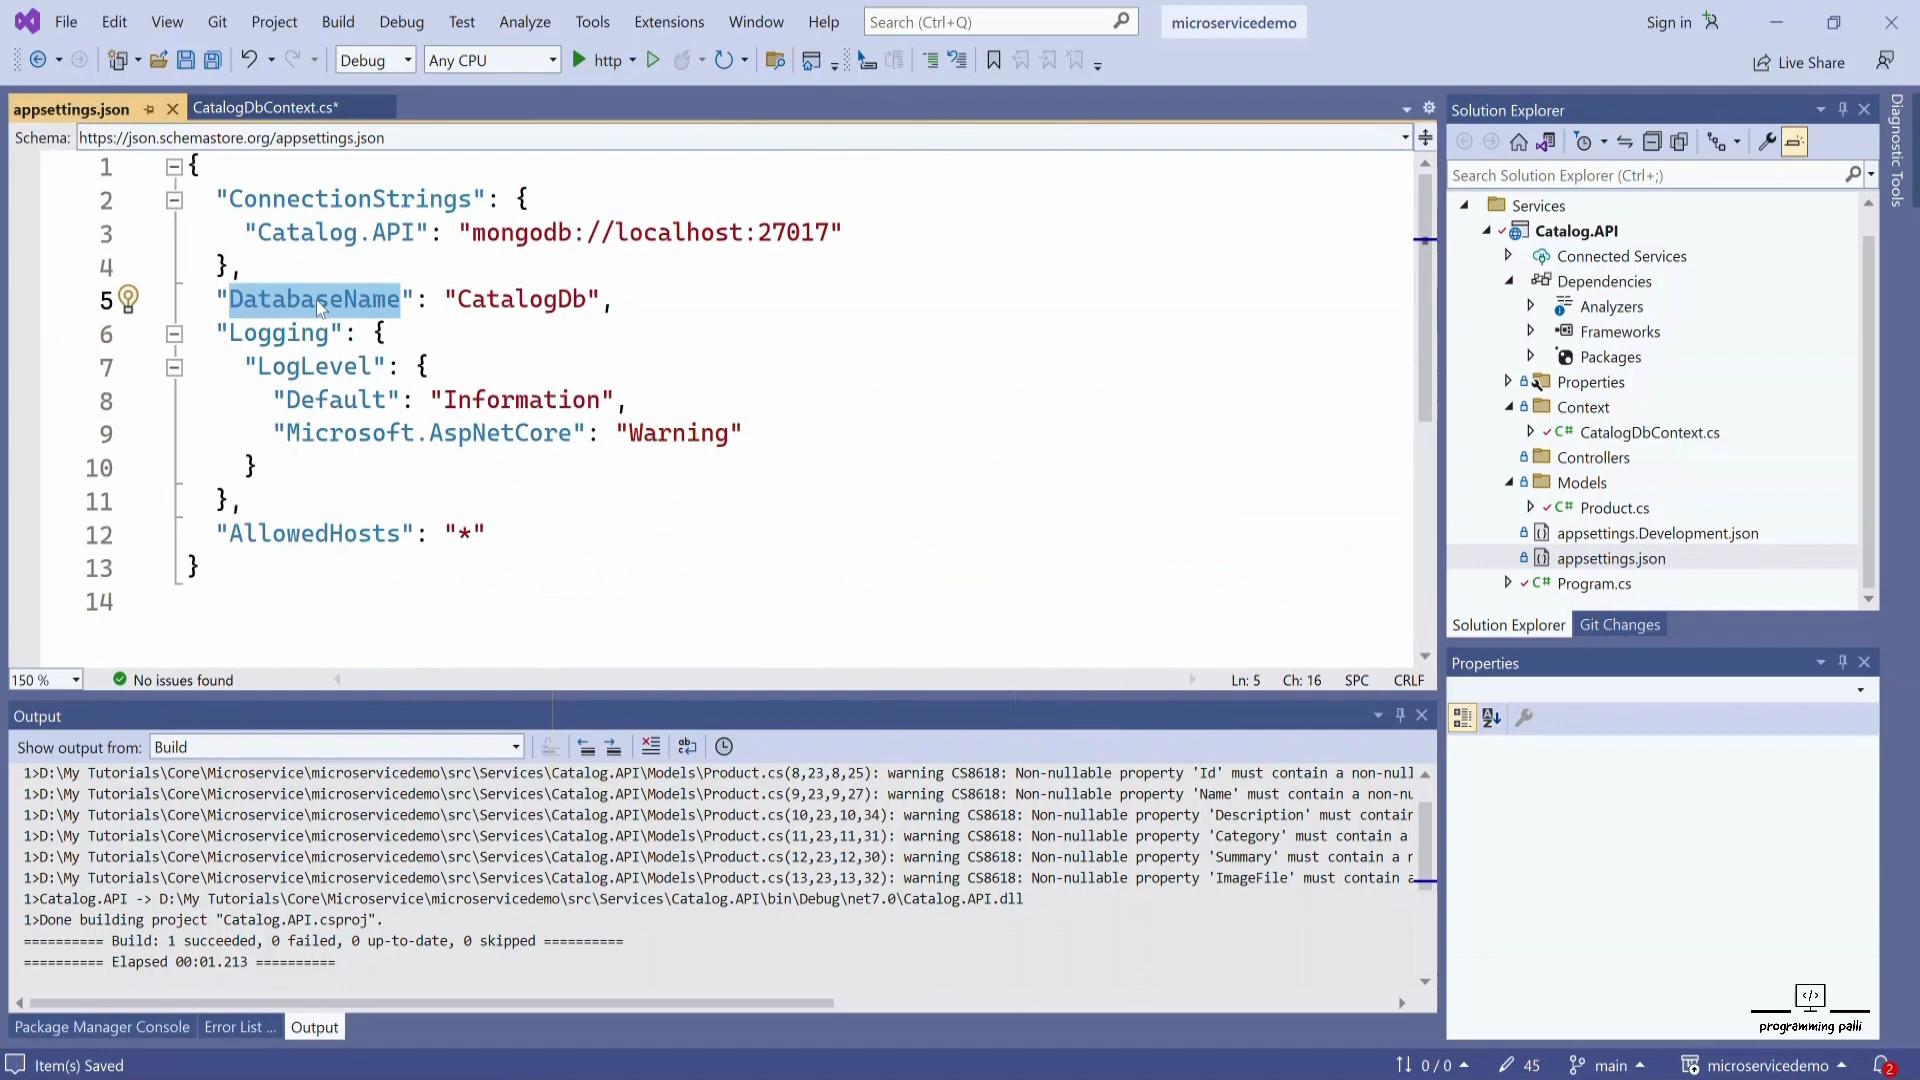 File Edit View Git Project Build Debug Test Analyze Tools Extensions Window Help Search (Ctrl+Q) microservicedemo Sign in
Debug Any CPU http Live Share
appsettings.json CatalogDbContext.cs*
Schema: https://json.schemastore.org/appsettings.json
1 {
2 "ConnectionStrings": {
3 "Catalog.API": "mongodb://localhost:27017"
4 },
5 "DatabaseName": "CatalogDb",
6 "Logging": {
7 "LogLevel": {
8 "Default": "Information",
9 "Microsoft.AspNetCore": "Warning"
10 }
11 },
12 "AllowedHosts": "*"
13 }
14
150 % No issues found Ln: 5 Ch: 16 SPC CRLF
Output
Show output from: Build
1>D:\My Tutorials\Core\Microservice\microservicedemo\src\Services\Catalog.API\Models\Product.cs(8,23,8,25): warning CS8618: Non-nullable property 'Id' must contain a non-null
1>D:\My Tutorials\Core\Microservice\microservicedemo\src\Services\Catalog.API\Models\Product.cs(9,23,9,27): warning CS8618: Non-nullable property 'Name' must contain a non-nu
1>D:\My Tutorials\Core\Microservice\microservicedemo\src\Services\Catalog.API\Models\Product.cs(10,23,10,34): warning CS8618: Non-nullable property 'Description' must contain
1>D:\My Tutorials\Core\Microservice\microservicedemo\src\Services\Catalog.API\Models\Product.cs(11,23,11,31): warning CS8618: Non-nullable property 'Category' must contain a
1>D:\My Tutorials\Core\Microservice\microservicedemo\src\Services\Catalog.API\Models\Product.cs(12,23,12,30): warning CS8618: Non-nullable property 'Summary' must contain a n
1>D:\My Tutorials\Core\Microservice\microservicedemo\src\Services\Catalog.API\Models\Product.cs(13,23,13,32): warning CS8618: Non-nullable property 'ImageFile' must contain a
1>Catalog.API -> D:\My Tutorials\Core\Microservice\microservicedemo\src\Services\Catalog.API\bin\Debug\net7.0\Catalog.API.dll
1>Done building project "Catalog.API.csproj".
========== Build: 1 succeeded, 0 failed, 0 up-to-date, 0 skipped ==========
========== Elapsed 00:01.213 ==========
Package Manager Console Error List ... Output
Solution Explorer
Search Solution Explorer (Ctrl+;)
Services
Catalog.API
Connected Services
Dependencies
Analyzers
Frameworks
Packages
Properties
Context
C# CatalogDbContext.cs
Controllers
Models
C# Product.cs
appsettings.Development.json
appsettings.json
C# Program.cs
Solution Explorer Git Changes
Properties
programming palli
Diagnostic Tools
Item(s) Saved 0 / 0 45 main microservicedemo 2